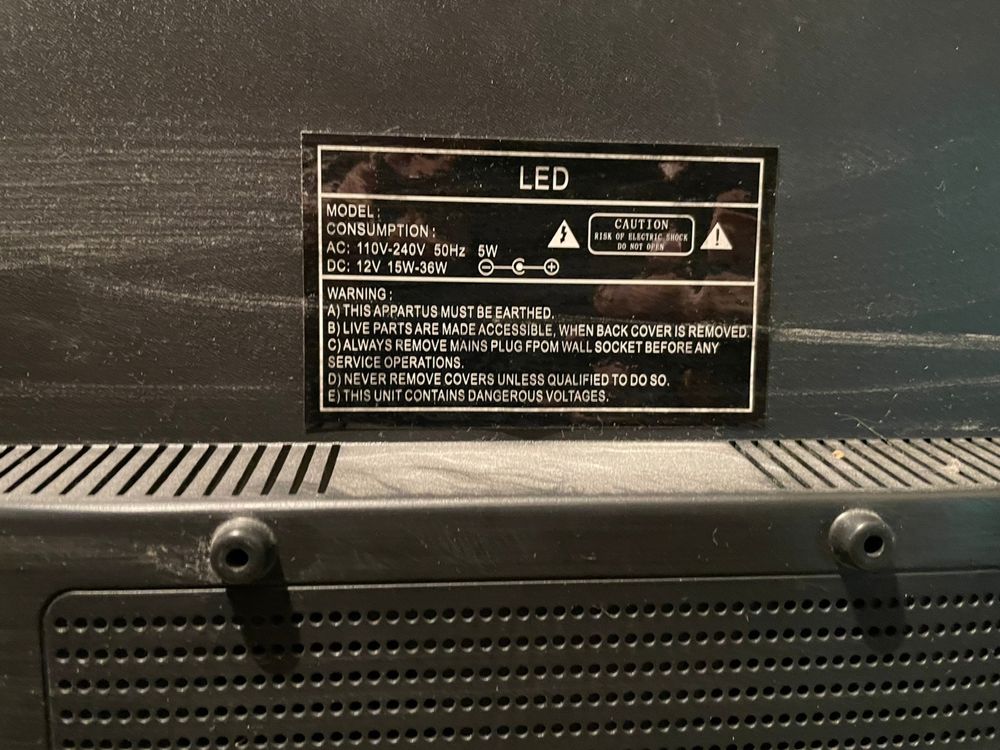 LED
MODEL :
CONSUMPTION :
AC: 110V-240V 50Hz 5W
DC: 12V 15W-36W
CAUTION
RISK OF ELECTRIC SHOCK
DO NOT OPEN
WARNING :
A) THIS APPARTUS MUST BE EARTHED.
B) LIVE PARTS ARE MADE ACCESSIBLE, WHEN BACK COVER IS REMOVED.
C) ALWAYS REMOVE MAINS PLUG FPOM WALL SOCKET BEFORE ANY
SERVICE OPERATIONS.
D) NEVER REMOVE COVERS UNLESS QUALIFIED TO DO SO.
E) THIS UNIT CONTAINS DANGEROUS VOLTAGES.